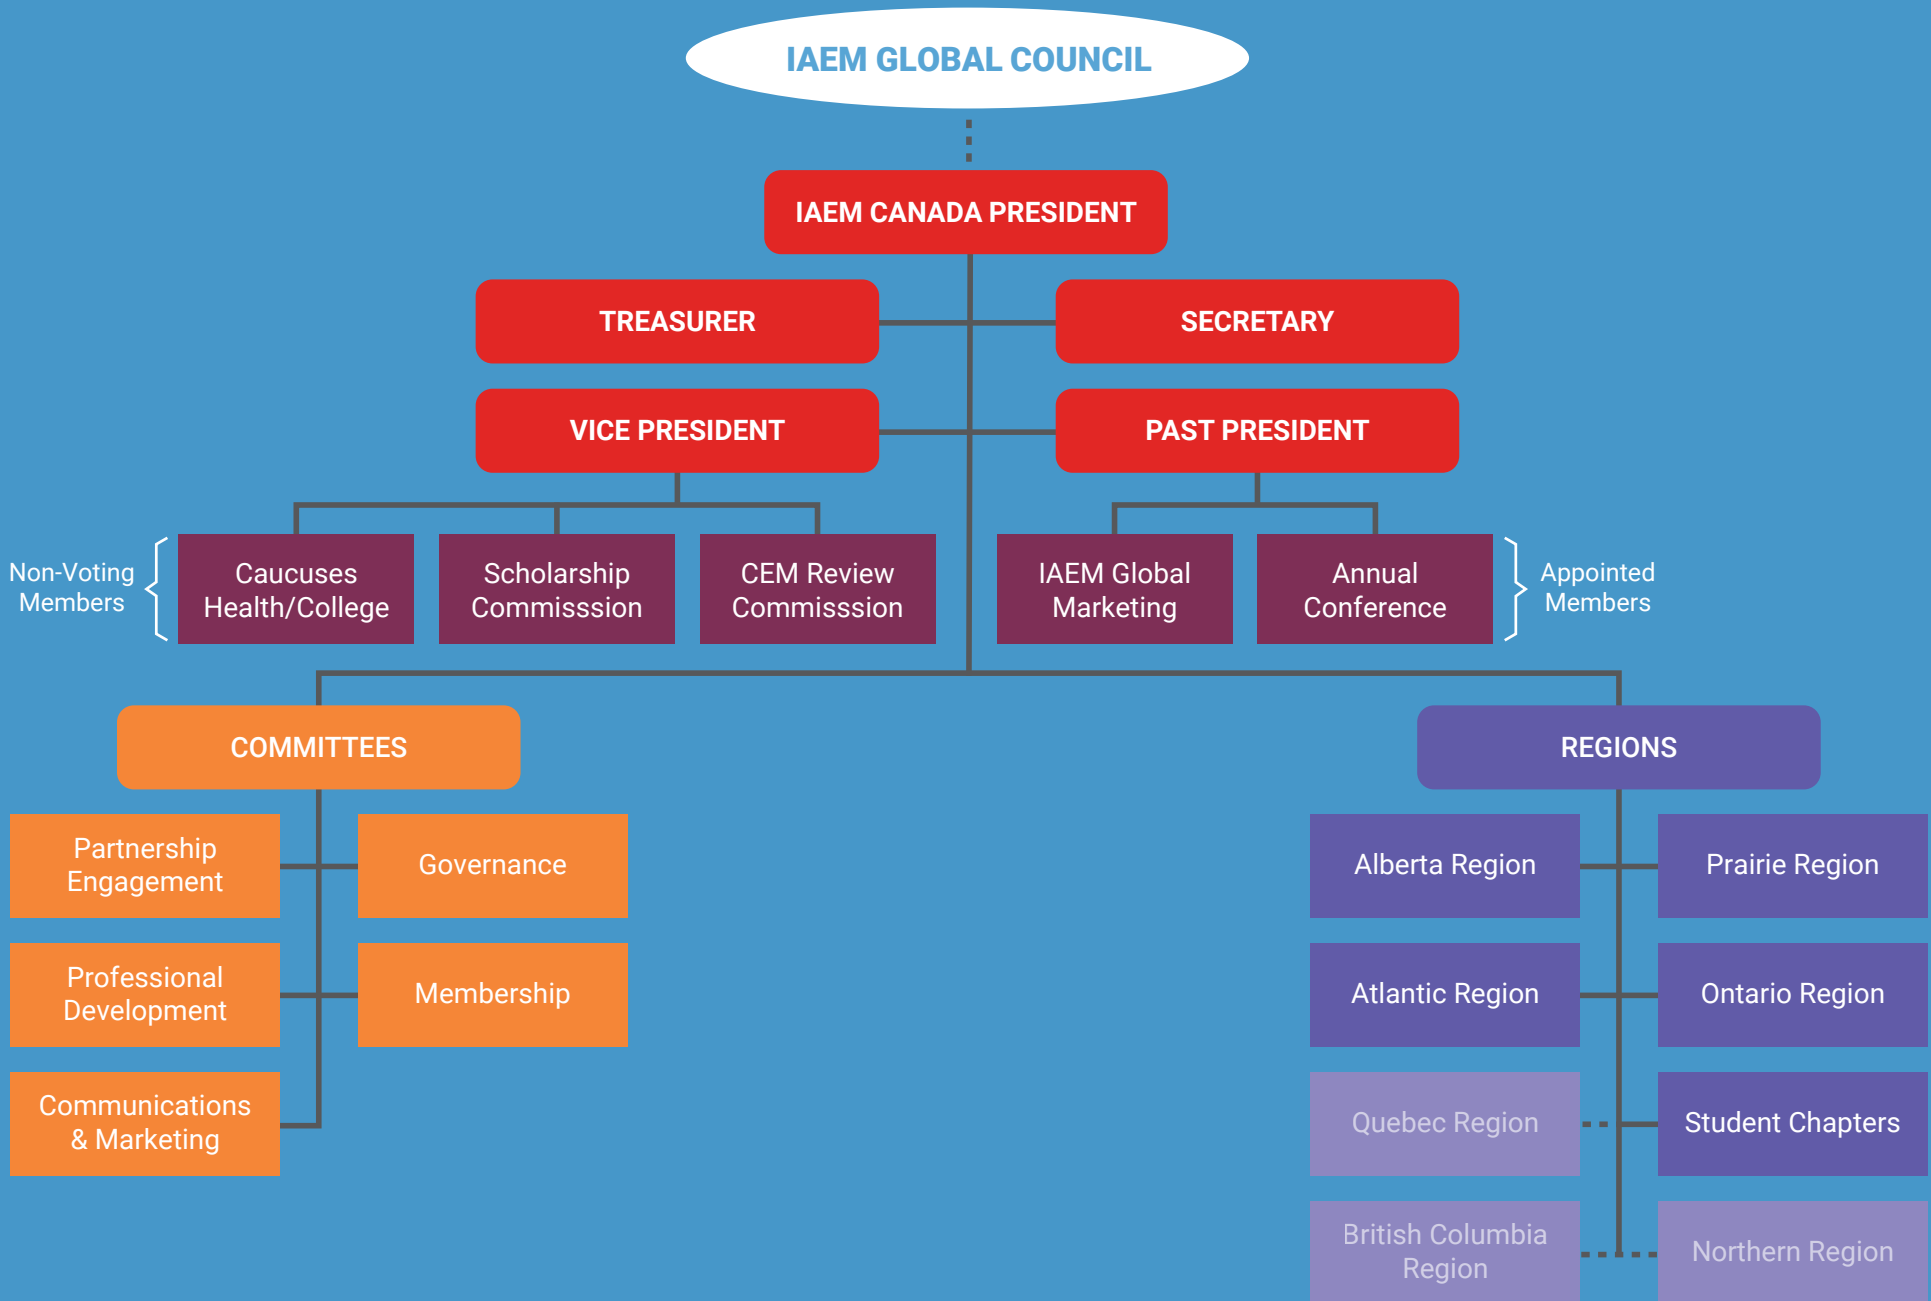 IAEM GLOBAL COUNCIL
IAEM CANADA PRESIDENT
TREASURER
SECRETARY
VICE PRESIDENT
PAST PRESIDENT
Non-Voting
Members
Caucuses
Health/College
Scholarship
Commisssion
CEM Review
Commisssion
IAEM Global
Marketing
Annual
Conference
Appointed
Members
COMMITTEES
REGIONS
Partnership
Engagement
Governance
Alberta Region
Prairie Region
Professional
Development
Membership
Atlantic Region
Ontario Region
Communications
& Marketing
Quebec Region
Student Chapters
British Columbia
Region
Northern Region